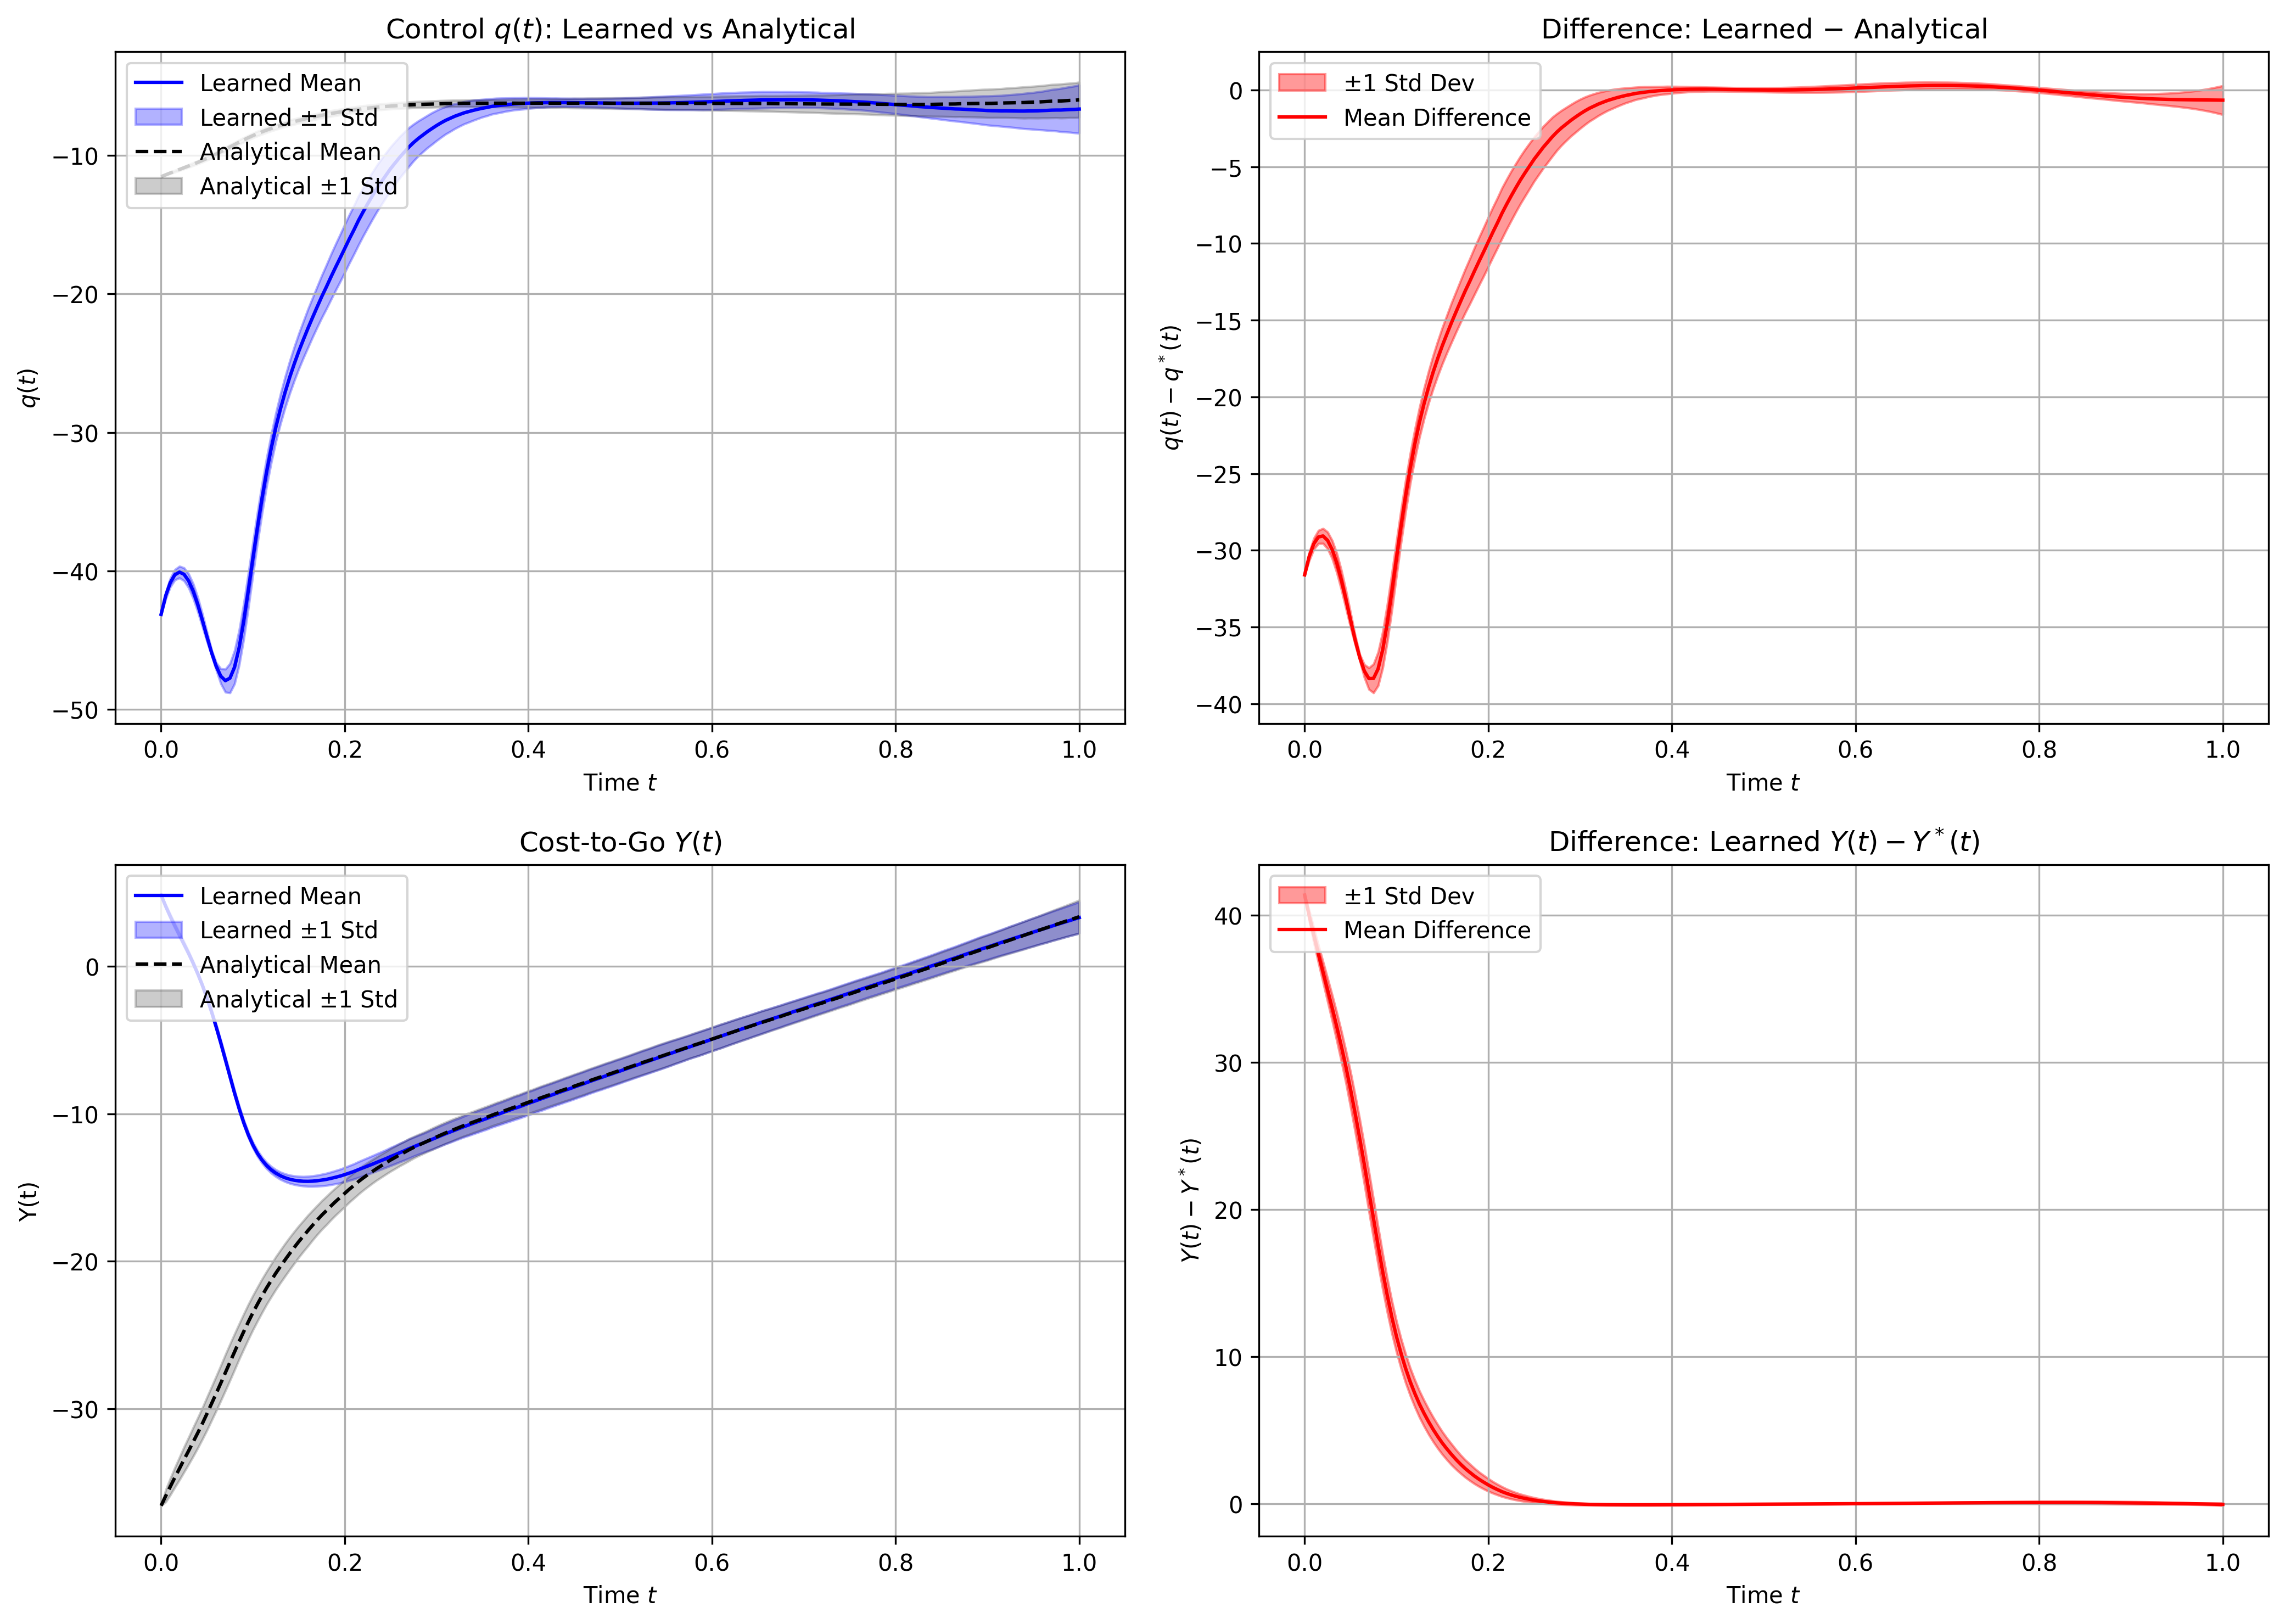 Control q(t): Learned vs Analytical
Learned Mean
Learned ±1 Std
Analytical Mean
Analytical ±1 Std
q(t)
−10
−20
−30
−40
−50
0.0 0.2 0.4 0.6 0.8 1.0
Time t
Difference: Learned − Analytical
±1 Std Dev
Mean Difference
q(t) − q*(t)
0
−5
−10
−15
−20
−25
−30
−35
−40
0.0 0.2 0.4 0.6 0.8 1.0
Time t
Cost-to-Go Y(t)
Learned Mean
Learned ±1 Std
Analytical Mean
Analytical ±1 Std
Y(t)
0
−10
−20
−30
0.0 0.2 0.4 0.6 0.8 1.0
Time t
Difference: Learned Y(t) − Y*(t)
±1 Std Dev
Mean Difference
Y(t) − Y*(t)
40
30
20
10
0
0.0 0.2 0.4 0.6 0.8 1.0
Time t